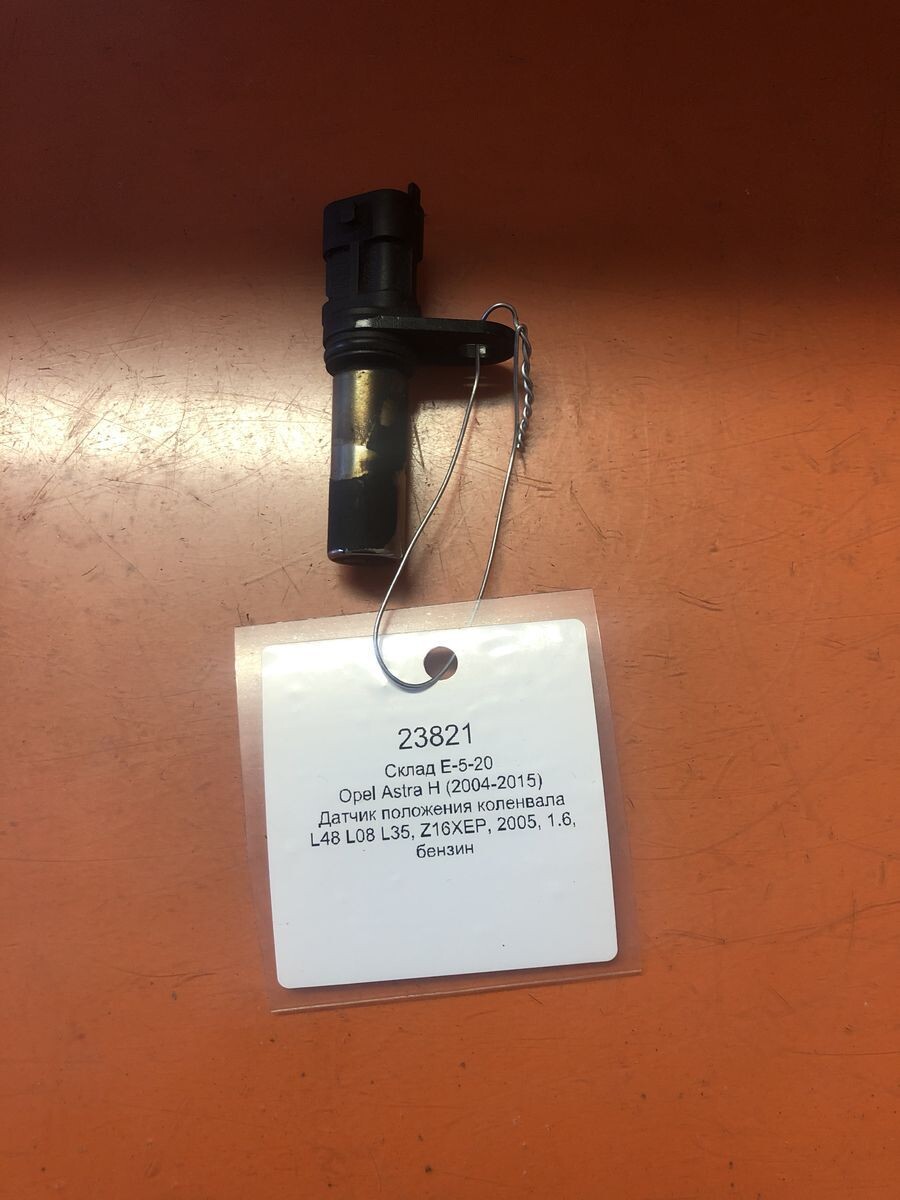 23821
Склад E-5-20
Opel Astra H (2004-2015)
Датчик положения коленвала
L48 L08 L35, Z16XEP, 2005, 1.6,
бензин